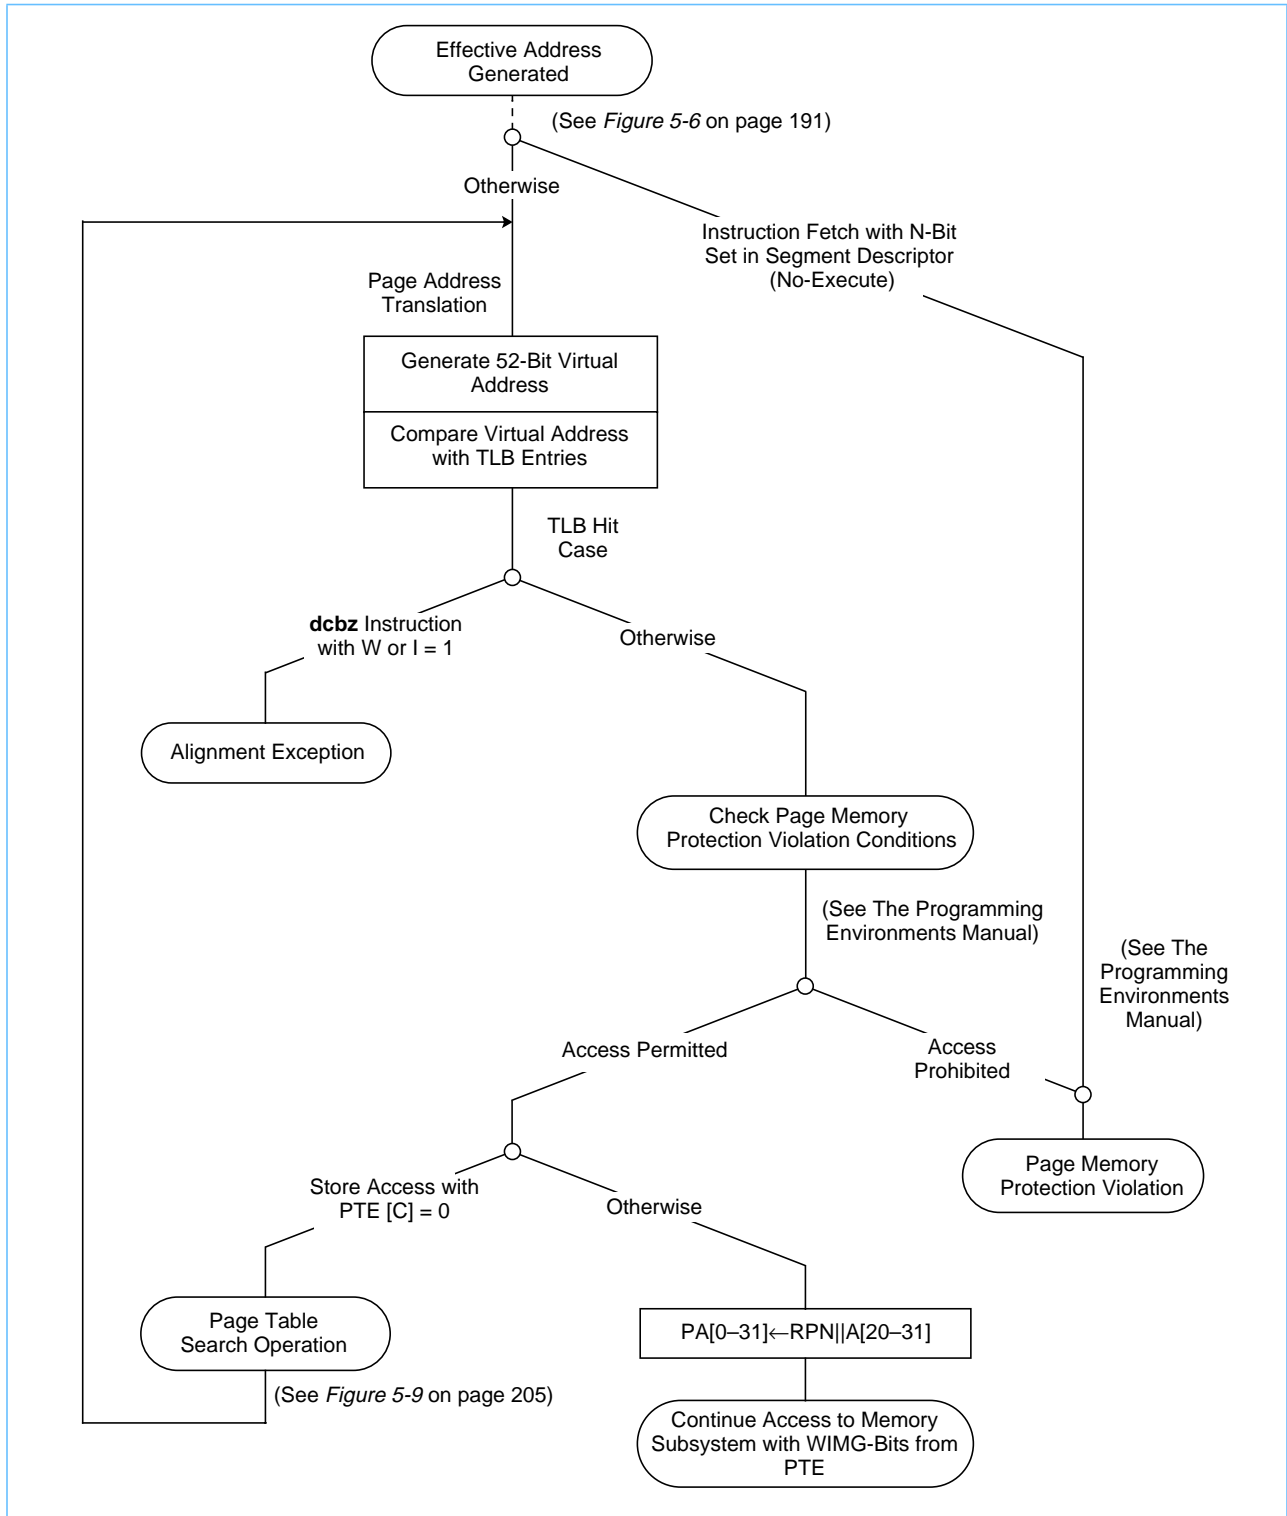 Effective Address
Generated
(See Figure 5-6 on page 191)
Otherwise
Instruction Fetch with N-Bit
Set in Segment Descriptor
(No-Execute)
Page Address
Translation
Generate 52-Bit Virtual
Address
Compare Virtual Address
with TLB Entries
TLB Hit
Case
dcbz Instruction
with W or I = 1
Otherwise
Alignment Exception
Check Page Memory
Protection Violation Conditions
(See The Programming
Environments Manual)
(See The
Programming
Environments
Manual)
Access Permitted
Access
Prohibited
Page Memory
Protection Violation
Store Access with
PTE [C] = 0
Otherwise
Page Table
Search Operation
(See Figure 5-9 on page 205)
PA[0–31]←RPN||A[20–31]
Continue Access to Memory
Subsystem with WIMG-Bits from
PTE